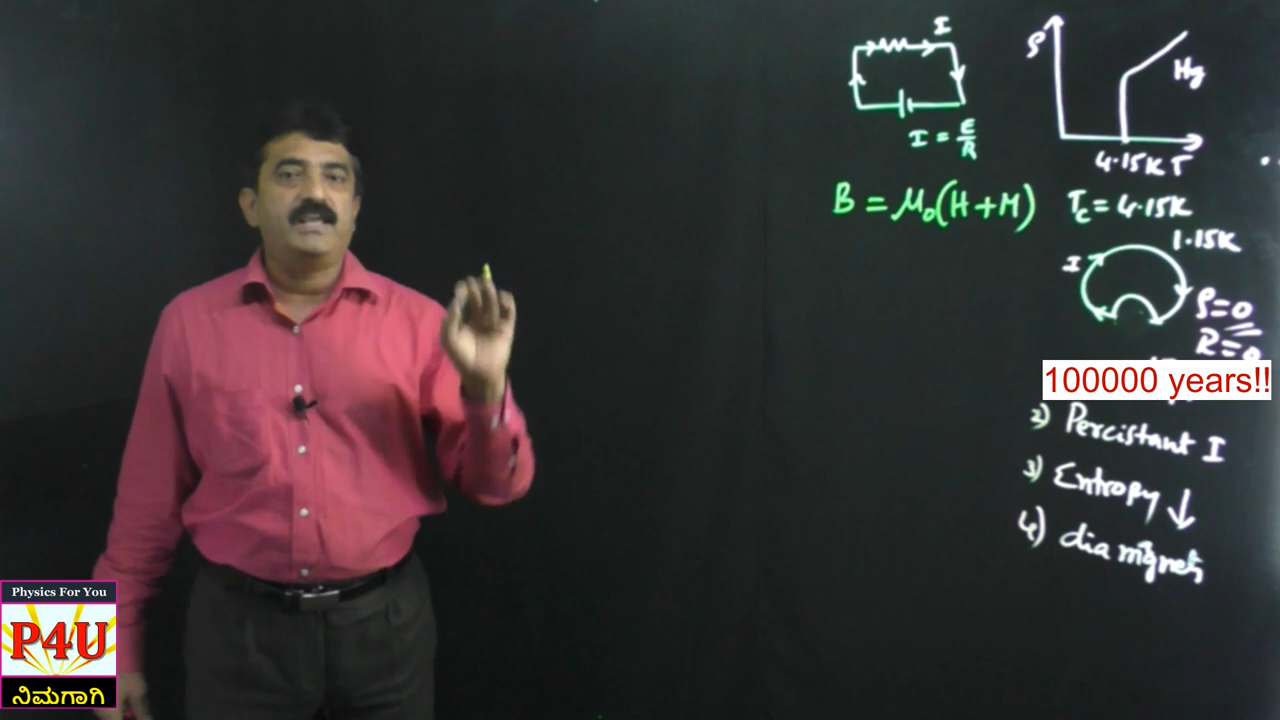 I
I = E/R
ρ
Hg
4.15K T
B = μ₀(H+M)
Tc = 4.15K
1.15K
I
ρ=0
R=0
100000 years!!
2) Percistant I
3) Entropy ↓
4) diamgnets
Physics For You
P4U
ನಿಮಗಾಗಿ